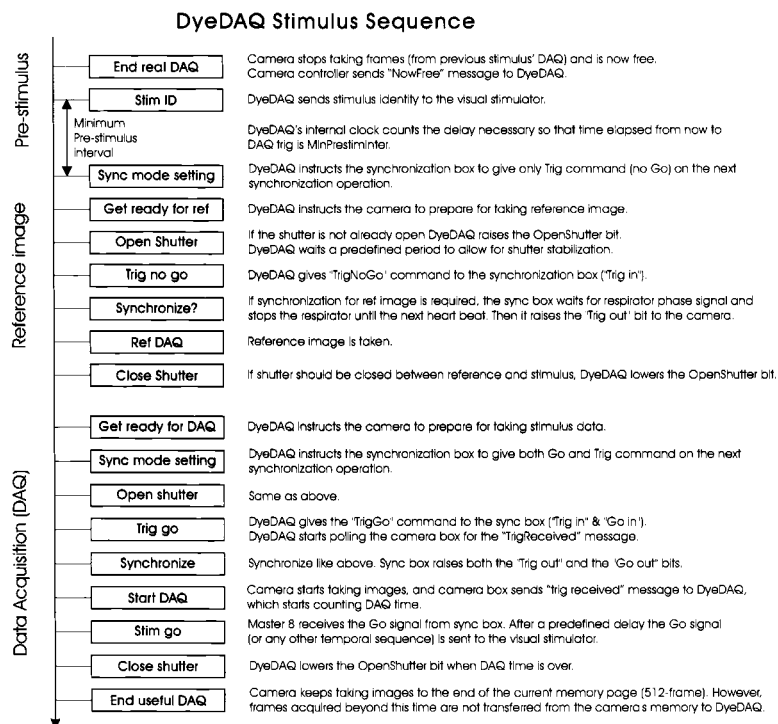 DyeDAQ Stimulus Sequence
Pre-stimulus
End real DAQ
Camera stops taking frames (from previous stimulus' DAQ) and is now free.
Camera controller sends "NowFree" message to DyeDAQ.
Stim ID
DyeDAQ sends stimulus identity to the visual stimulator.
Minimum
Pre-stimulus
interval
DyeDAQ's internal clock counts the delay necessary so that time elapsed from now to
DAQ trig is MinPrestimInter.
Sync mode setting
DyeDAQ instructs the synchronization box to give only Trig command (no Go) on the next
synchronization operation.
Reference image
Get ready for ref
DyeDAQ instructs the camera to prepare for taking reference image.
Open Shutter
If the shutter is not already open DyeDAQ raises the OpenShutter bit.
DyeDAQ waits a predefined period to allow for shutter stabilization.
Trig no go
DyeDAQ gives "TrigNoGo' command to the synchronization box ("Trig in").
Synchronize?
If synchronization for ref image is required, the sync box waits for respirator phase signal and
stops the respirator until the next heart beat. Then it raises the 'Trig out' bit to the camera.
Ref DAQ
Reference image is taken.
Close Shutter
If shutter should be closed between reference and stimulus, DyeDAQ lowers the OpenShutter bit.
Data Acquisition (DAQ)
Get ready for DAQ
DyeDAQ instructs the camera to prepare for taking stimulus data.
Sync mode setting
DyeDAQ instructs the synchronization box to give both Go and Trig command on the next
synchronization operation.
Open shutter
Same as above.
Trig go
DyeDAQ gives the "TrigGo" command to the sync box ("Trig in" & "Go in").
DyeDAQ starts polling the camera box for the "TrigReceived" message.
Synchronize
Synchronize like above. Sync box raises both the "Trig out" and the "Go out" bits.
Start DAQ
Camera starts taking images, and camera box sends "trig received" message to DyeDAQ,
which starts counting DAQ time.
Stim go
Master 8 receives the Go signal from sync box. After a predefined delay the Go signal
(or any other temporal sequence) is sent to the visual stimulator.
Close shutter
DyeDAQ lowers the OpenShutter bit when DAQ time is over.
End useful DAQ
Camera keeps taking images to the end of the current memory page (512-frame). However,
frames acquired beyond this time are not transferred from the camera's memory to DyeDAQ.